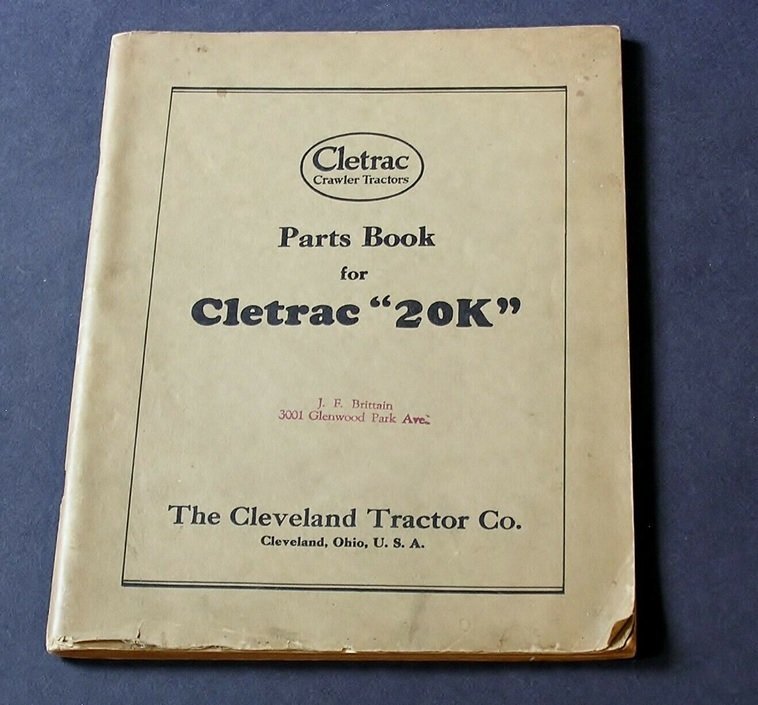 Cletrac
Crawler Tractors
Parts Book
for
Cletrac “20K”
J. F. Brittain
3001 Glenwood Park Ave.
The Cleveland Tractor Co.
Cleveland, Ohio, U. S. A.